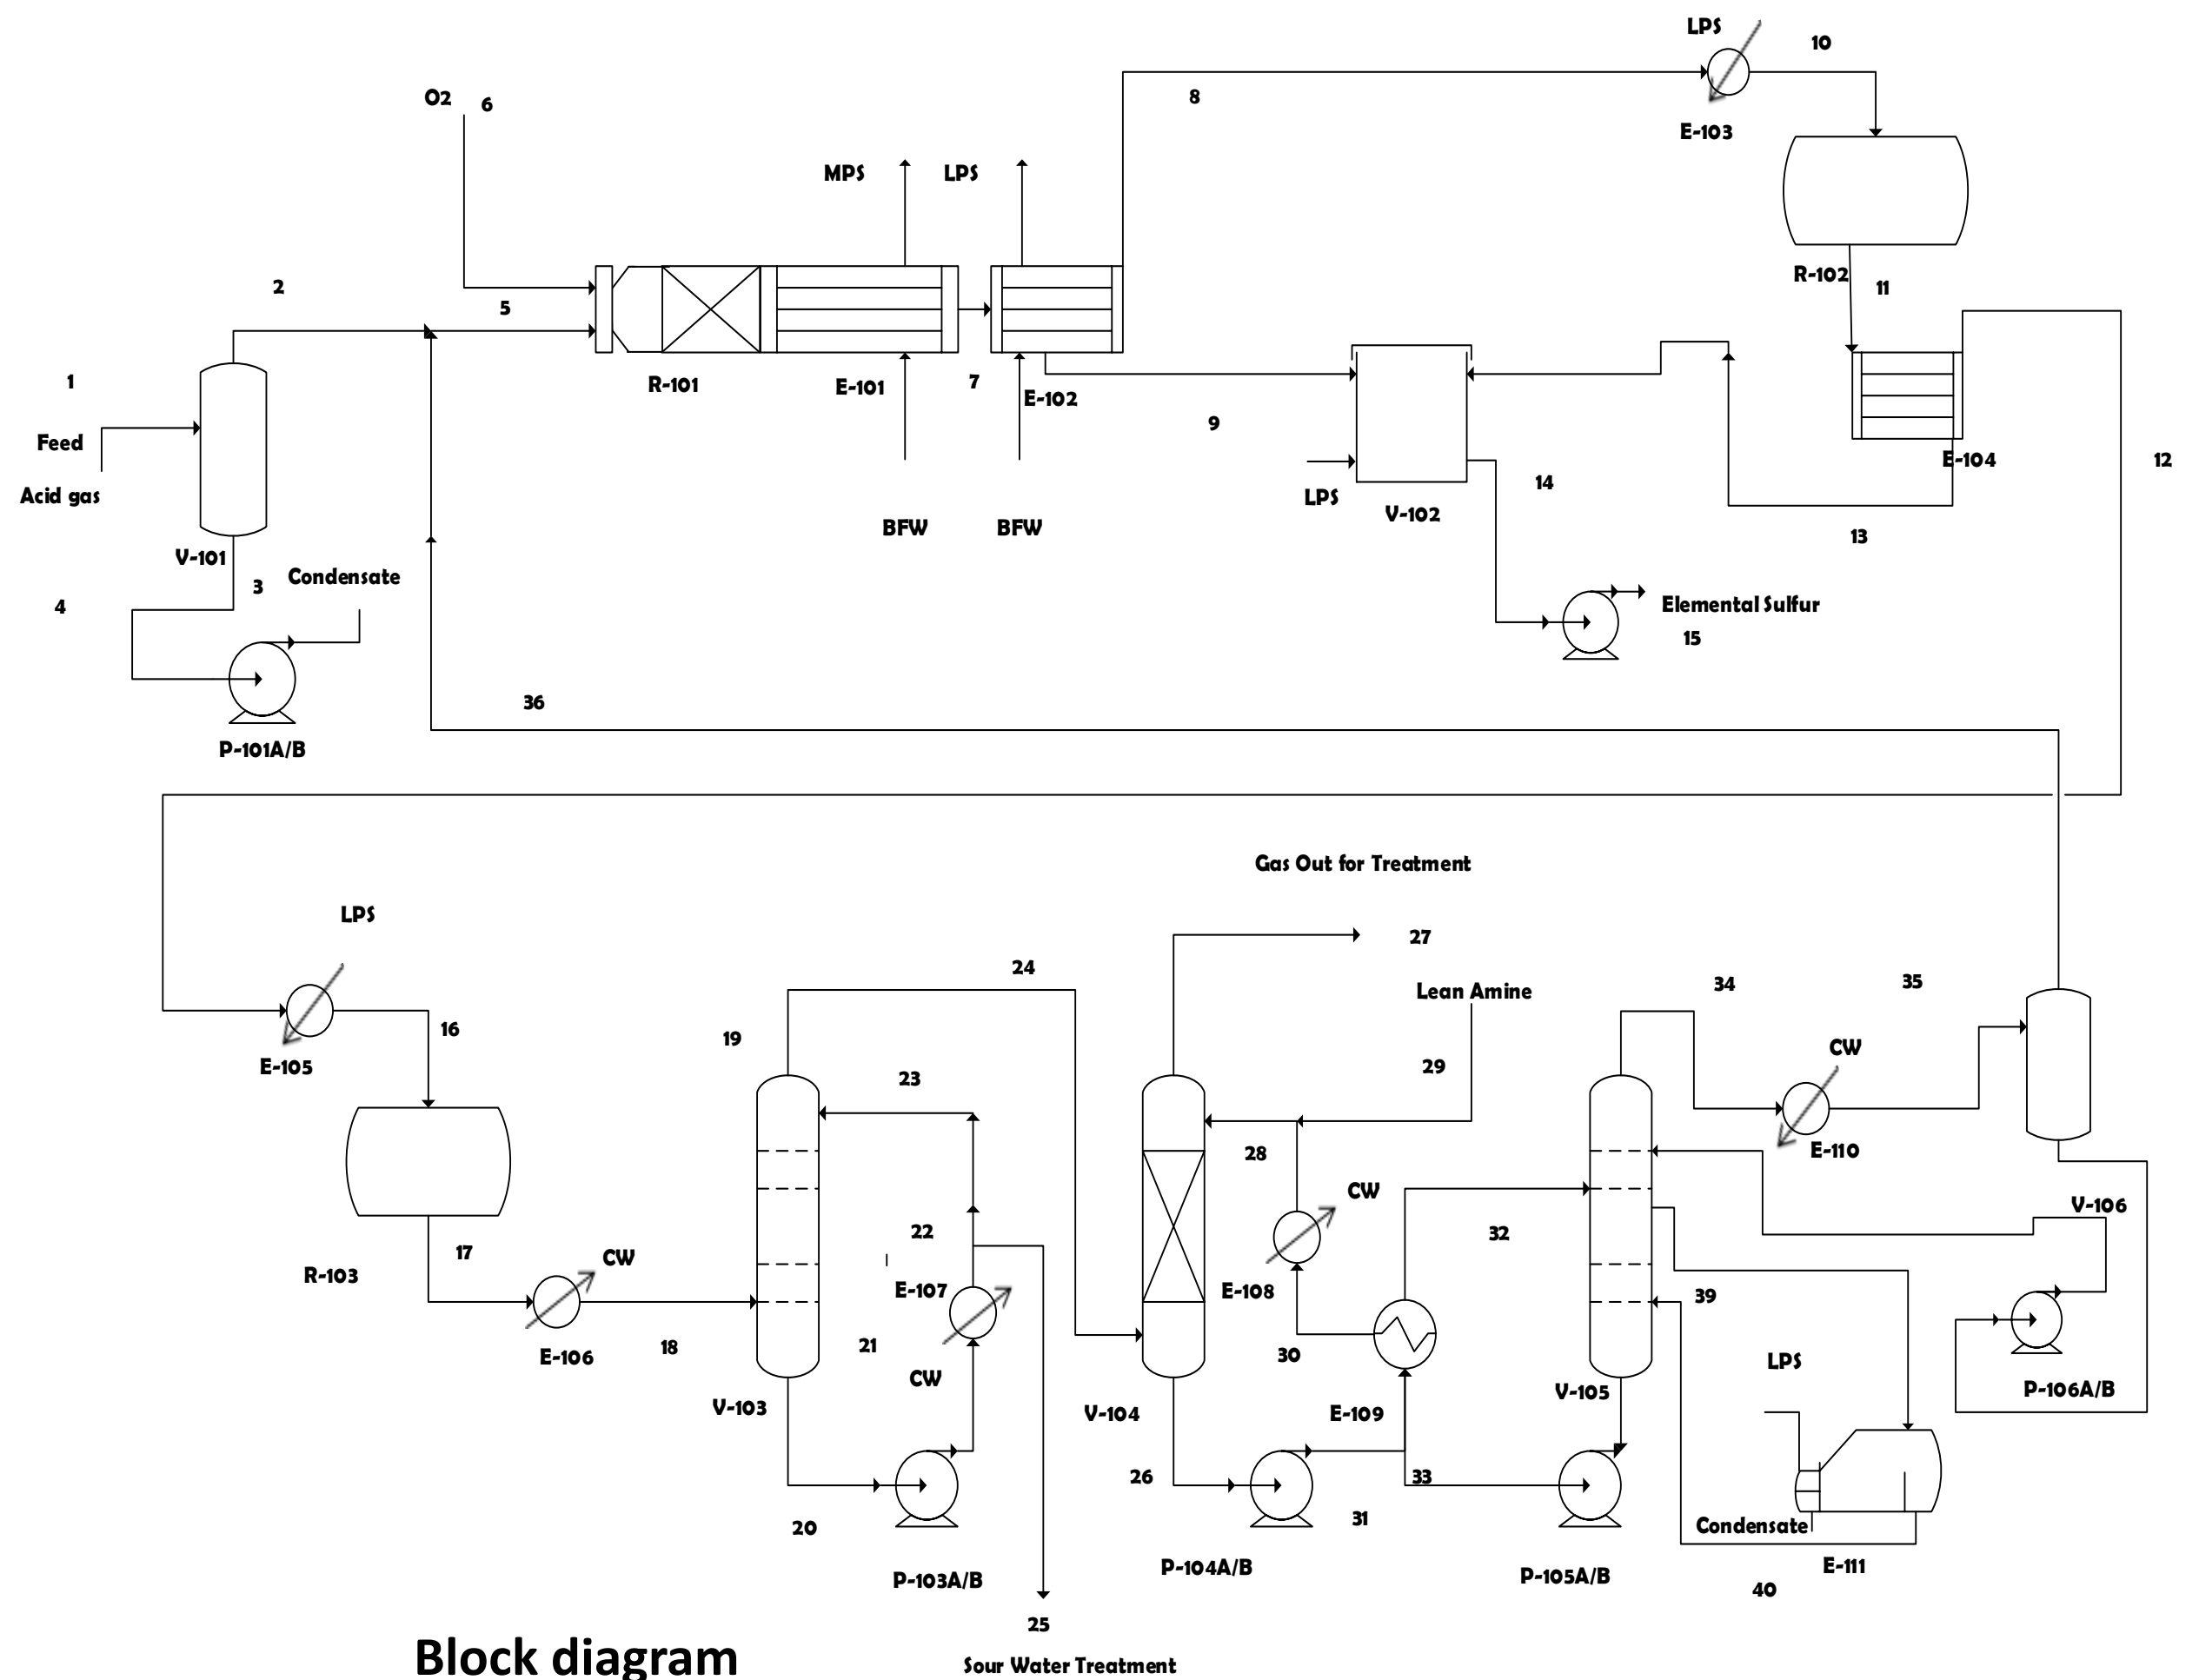 LPS
10
O2
6
8
E-103
MPS
LPS
R-102
11
2
5
1
R-101
E-101
7
E-102
9
Feed
Acid gas
LPS
14
E-104
12
V-102
BFW
BFW
13
V-101
3
Condensate
4
Elemental Sulfur
15
36
P-101A/B
Gas Out for Treatment
LPS
27
24
Lean Amine
34
35
19
16
E-105
23
29
CW
E-110
28
CW
V-106
22
32
17
CW
R-103
E-107
E-108
39
18
E-106
21
30
LPS
CW
V-103
V-104
E-109
V-105
P-106A/B
26
33
20
31
Condensate
P-103A/B
P-104A/B
P-105A/B
E-111
40
25
Block diagram
Sour Water Treatment